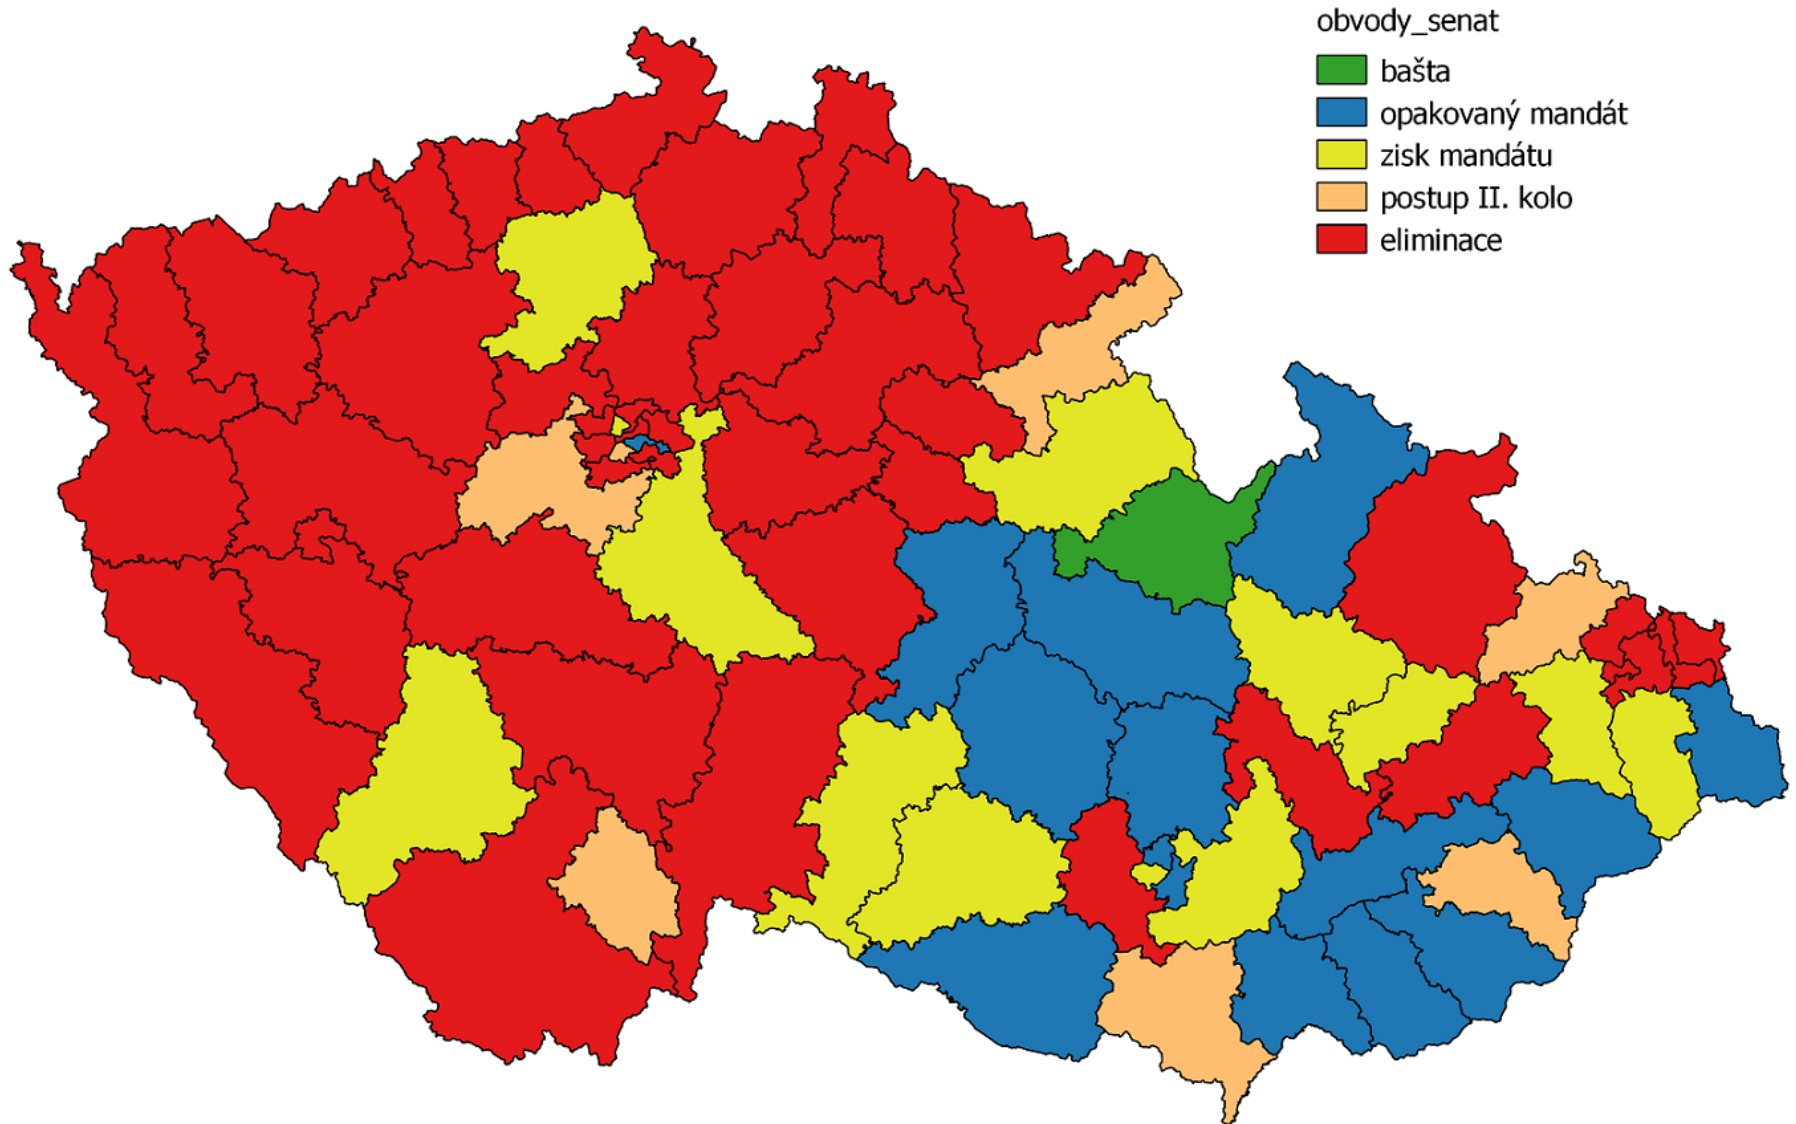 obvody_senat
bašta
opakovaný mandát
zisk mandátu
postup II. kolo
eliminace